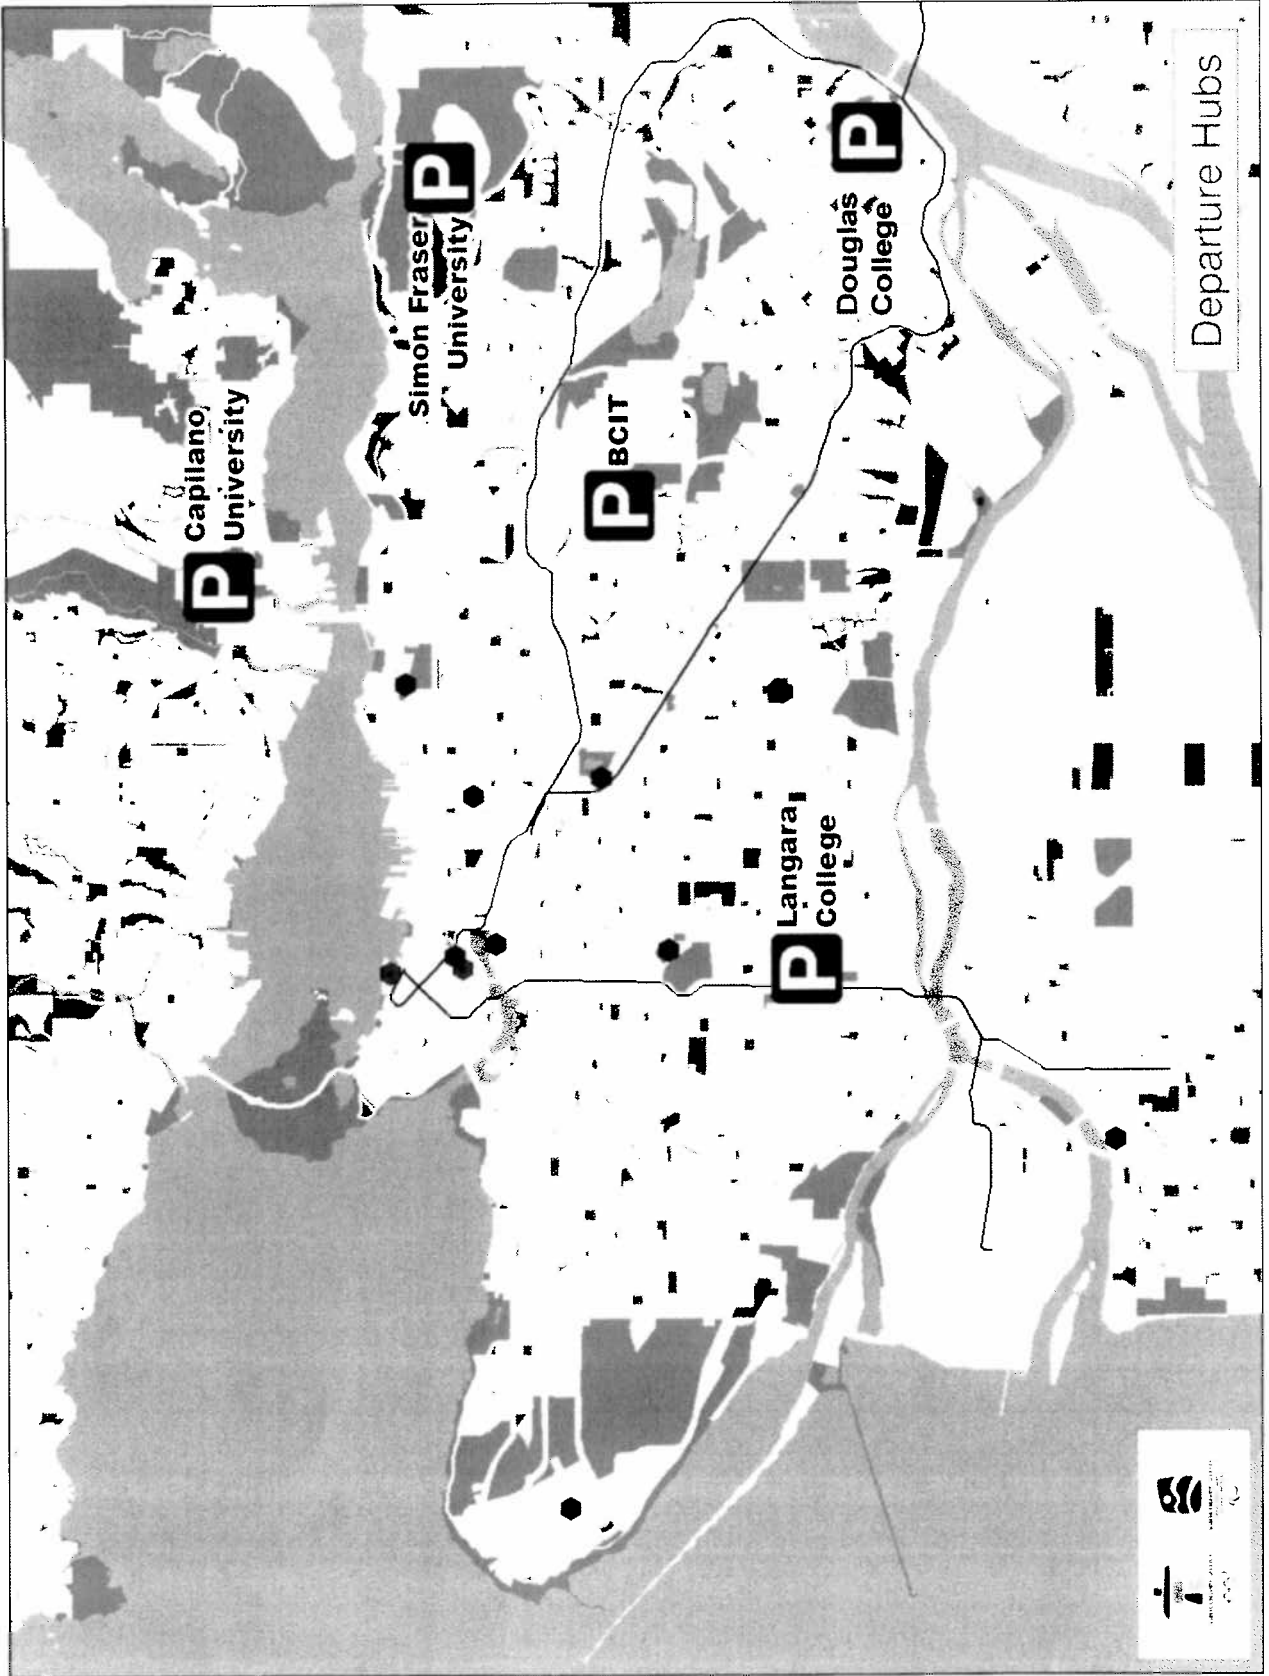 Departure Hubs
P
Capilano
University
P
Simon Fraser
University
P
BCIT
P
Douglas
College
P
Langara
College